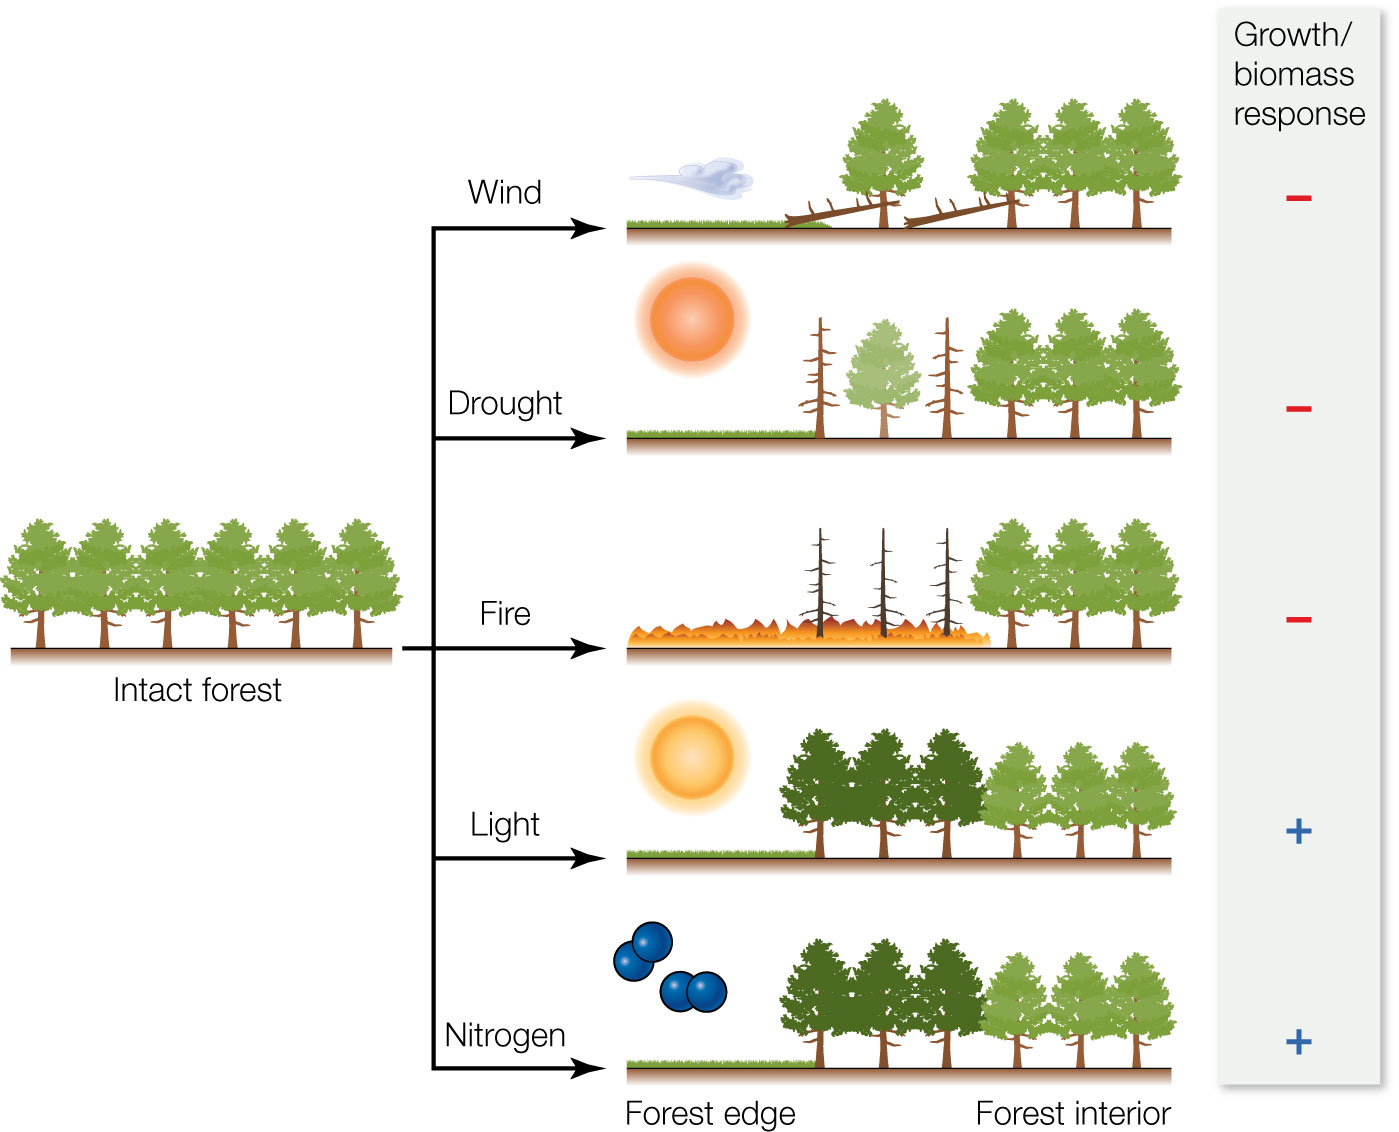 Growth/
biomass
response
Wind
−
Drought
−
Intact forest
Fire
−
Light
+
Nitrogen
+
Forest edge
Forest interior